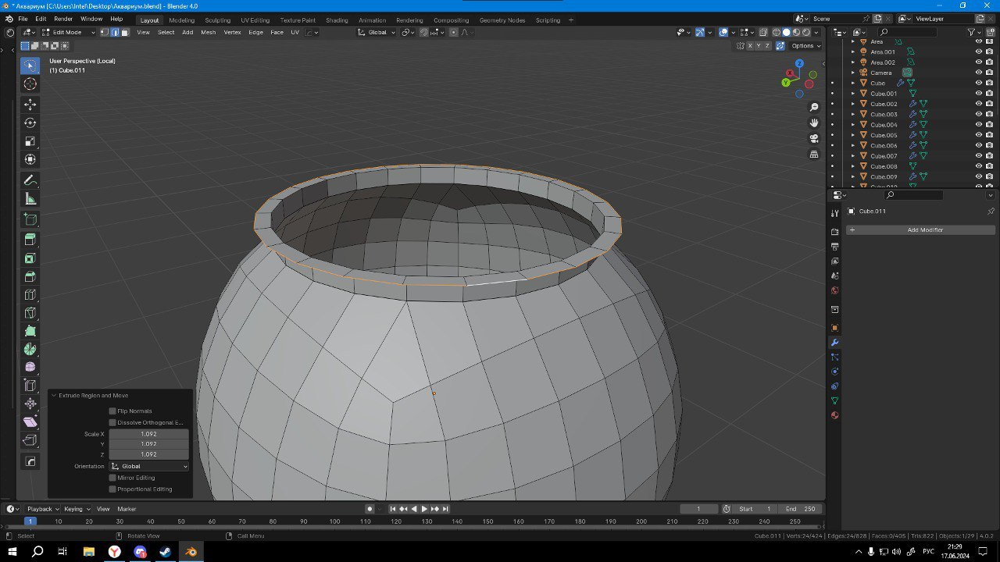 * Аквариум [C:\Users\Intel\Desktop\Аквариум.blend] - Blender 4.0
File Edit Render Window Help Layout Modeling Sculpting UV Editing Texture Paint Shading Animation Rendering Compositing Geometry Nodes Scripting + Scene ViewLayer
Edit Mode View Select Add Mesh Vertex Edge Face UV Global
X Y Z Options
User Perspective (Local)
(1) Cube.011
Z
X
Y
Area
Area.001
Area.002
Camera
Cube
Cube.001
Cube.002
Cube.003
Cube.004
Cube.005
Cube.006
Cube.007
Cube.008
Cube.009
Cube.010
Cube.011
+ Add Modifier
Extrude Region and Move
Flip Normals
Dissolve Orthogonal E...
Scale X 1.092
Y 1.092
Z 1.092
Orientation Global
Mirror Editing
Proportional Editing
Playback Keying View Marker 1 Start 1 End 250
1 10 20 30 40 50 60 70 80 90 100 110 120 130 140 150 160 170 180 190 200 210 220 230 240 250
Select Rotate View Call Menu Cube.011 | Verts:24/424 | Edges:24/828 | Faces:0/405 | Tris:822 | Objects:1/29 | 4.0.2
РУС 21:29
17.06.2024